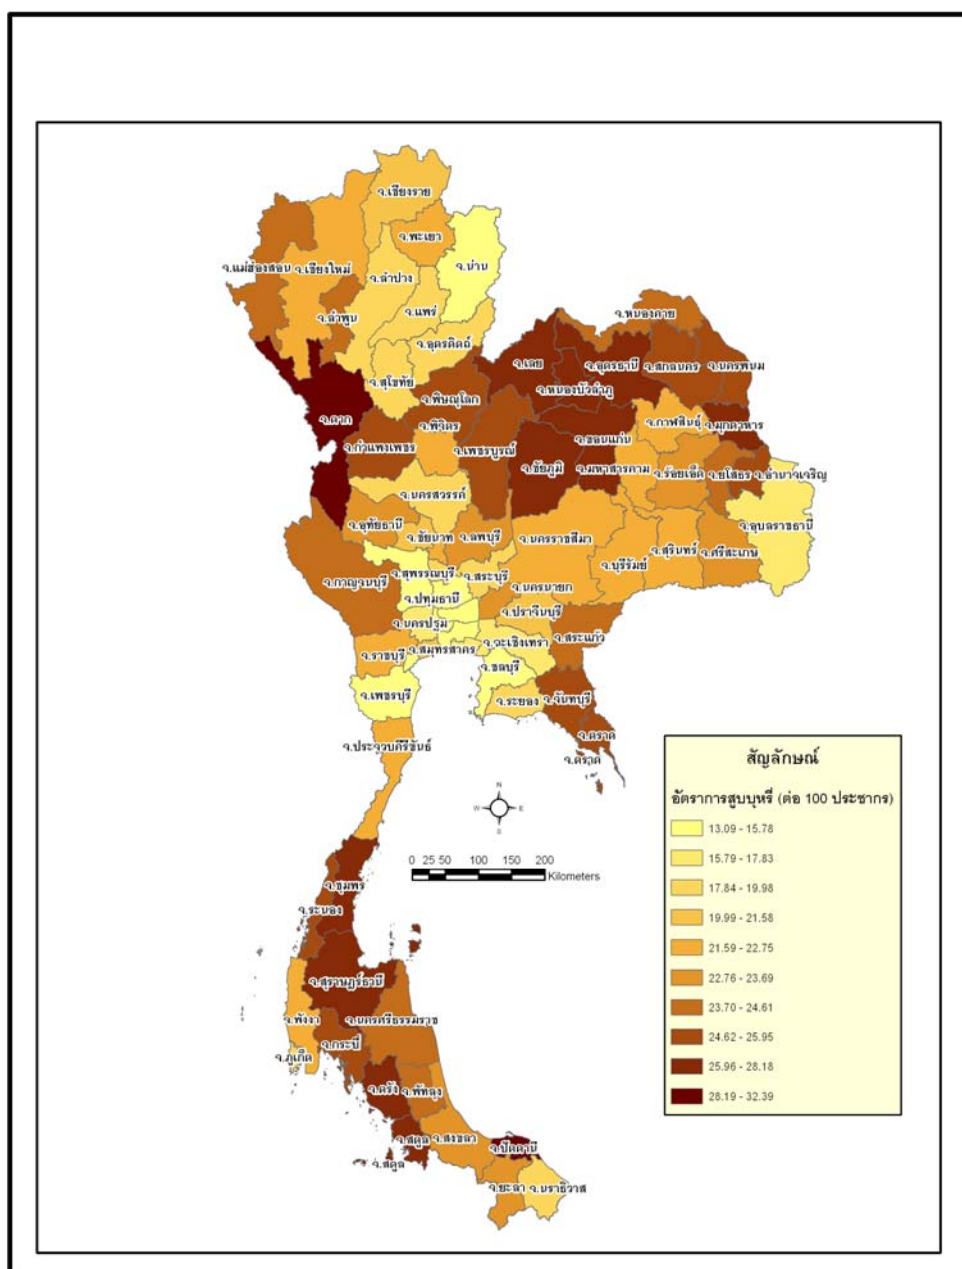 จ.เชียงราย
จ.พะเยา
จ.น่าน
จ.แม่ฮ่องสอน
จ.เชียงใหม่
จ.ลำปาง
จ.แพร่
จ.ลำพูน
จ.อุตรดิตถ์
จ.หนองคาย
จ.เลย
จ.อุดรธานี
จ.สกลนคร
จ.นครพนม
จ.สุโขทัย
จ.หนองบัวลำภู
จ.พิษณุโลก
จ.ตาก
จ.พิจิตร
จ.กาฬสินธุ์
จ.มุกดาหาร
จ.กำแพงเพชร
จ.เพชรบูรณ์
จ.ขอนแก่น
จ.ชัยภูมิ
จ.มหาสารคาม
จ.ร้อยเอ็ด
จ.ยโสธร
จ.อำนาจเจริญ
จ.นครสวรรค์
จ.อุบลราชธานี
จ.อุทัยธานี
จ.ชัยนาท
จ.ลพบุรี
จ.นครราชสีมา
จ.สุรินทร์
จ.ศรีสะเกษ
จ.บุรีรัมย์
จ.กาญจนบุรี
จ.สุพรรณบุรี
จ.สระบุรี
จ.นครนายก
จ.ปทุมธานี
จ.ปราจีนบุรี
จ.นครปฐม
จ.สระแก้ว
จ.ราชบุรี
จ.สมุทรสาคร
จ.ฉะเชิงเทรา
จ.ชลบุรี
จ.เพชรบุรี
จ.ระยอง
จ.จันทบุรี
จ.ตราด
จ.ตราด
จ.ประจวบคีรีขันธ์
N
W E
S
0 25 50 100 150 200
Kilometers
จ.ชุมพร
จ.ระนอง
จ.สุราษฎร์ธานี
จ.พังงา
จ.นครศรีธรรมราช
จ.กระบี่
จ.ภูเก็ต
จ.ตรัง
จ.พัทลุง
จ.สตูล
จ.สงขลา
จ.ปัตตานี
จ.สตูล
จ.ยะลา
จ.นราธิวาส
สัญลักษณ์
อัตราการสูบบุหรี่ (ต่อ 100 ประชากร)
13.09 - 15.78
15.79 - 17.83
17.84 - 19.98
19.99 - 21.58
21.59 - 22.75
22.76 - 23.69
23.70 - 24.61
24.62 - 25.95
25.96 - 28.18
28.19 - 32.39